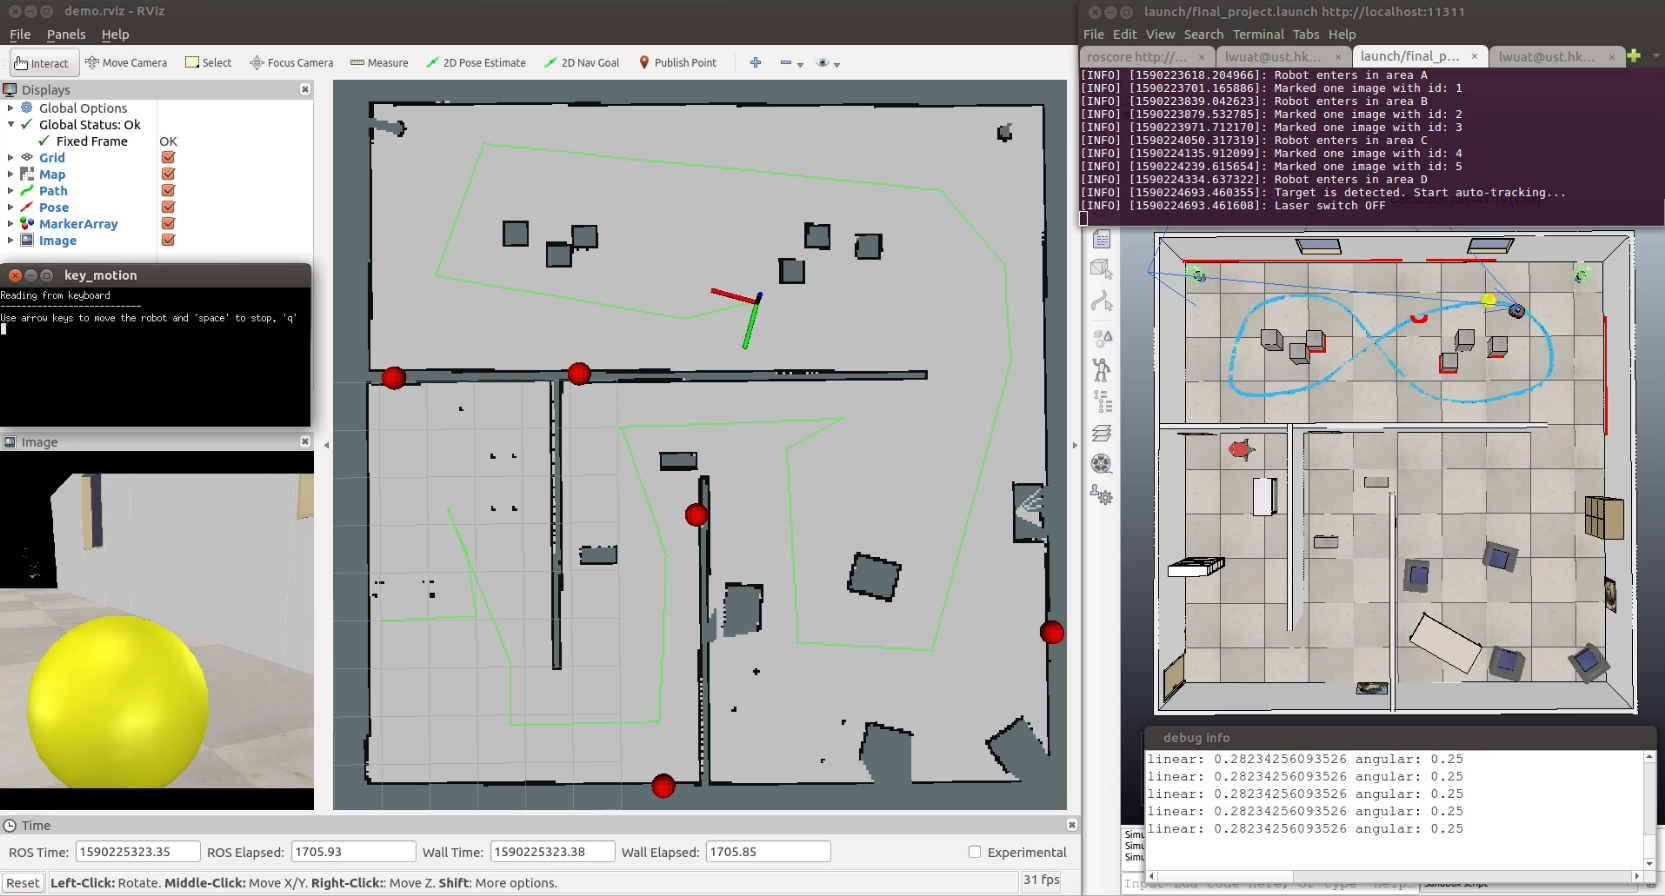 demo.rviz - RViz
File Panels Help
Interact Move Camera Select Focus Camera Measure 2D Pose Estimate 2D Nav Goal Publish Point
Displays
Global Options
Global Status: Ok
Fixed Frame OK
Grid
Map
Path
Pose
MarkerArray
Image
key_motion
Reading from keyboard
---------------------------
Use arrow keys to move the robot and 'space' to stop. 'q'
Image
Time
ROS Time: 1590225323.35 ROS Elapsed: 1705.93 Wall Time: 1590225323.38 Wall Elapsed: 1705.85 Experimental
Reset Left-Click: Rotate. Middle-Click: Move X/Y. Right-Click:: Move Z. Shift: More options. 31 fps
launch/final_project.launch http://localhost:11311
File Edit View Search Terminal Tabs Help
roscore http://... × lwuat@ust.hk... × launch/final_p... × lwuat@ust.hk... ×
[INFO] [1590223618.204966]: Robot enters in area A
[INFO] [1590223701.165886]: Marked one image with id: 1
[INFO] [1590223839.042623]: Robot enters in area B
[INFO] [1590223879.532785]: Marked one image with id: 2
[INFO] [1590223971.712170]: Marked one image with id: 3
[INFO] [1590224050.317319]: Robot enters in area C
[INFO] [1590224135.912099]: Marked one image with id: 4
[INFO] [1590224239.615654]: Marked one image with id: 5
[INFO] [1590224334.637322]: Robot enters in area D
[INFO] [1590224693.460355]: Target is detected. Start auto-tracking...
[INFO] [1590224693.461608]: Laser switch OFF
debug info
linear: 0.28234256093526 angular: 0.25
linear: 0.28234256093526 angular: 0.25
linear: 0.28234256093526 angular: 0.25
linear: 0.28234256093526 angular: 0.25
linear: 0.28234256093526 angular: 0.25
Simu
Simu
Simu